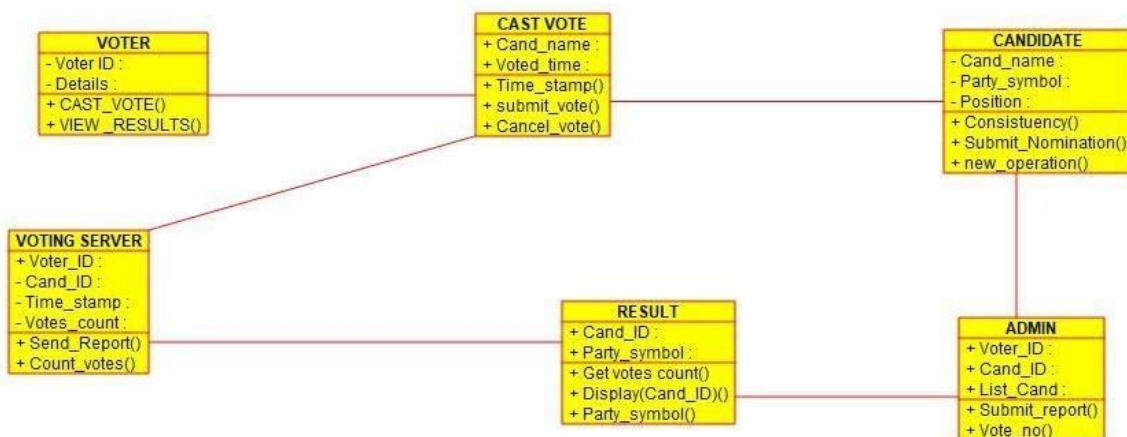 VOTER
- Voter ID :
- Details :
+ CAST_VOTE()
+ VIEW _RESULTS()
CAST VOTE
+ Cand_name :
+ Voted_time :
+ Time_stamp()
+ submit_vote()
+ Cancel_vote()
CANDIDATE
- Cand_name :
- Party_symbol :
- Position :
+ Consistuency()
+ Submit_Nomination()
+ new_operation()
VOTING SERVER
+ Voter_ID :
- Cand_ID :
- Time_stamp :
- Votes_count :
+ Send_Report()
+ Count_votes()
RESULT
+ Cand_ID :
+ Party_symbol :
+ Get votes count()
+ Display(Cand_ID)()
+ Party_symbol()
ADMIN
+ Voter_ID :
+ Cand_ID :
+ List_Cand :
+ Submit_report()
+ Vote_no()